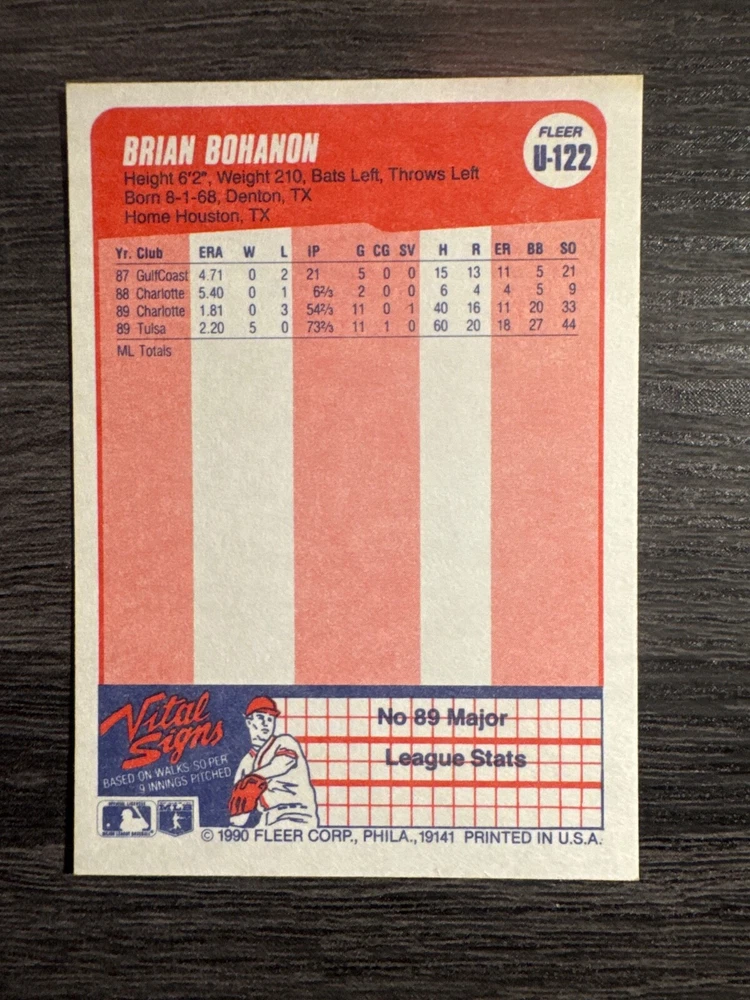 BRIAN BOHANON
FLEER
U-122
Height 6'2", Weight 210, Bats Left, Throws Left
Born 8-1-68, Denton, TX
Home Houston, TX
Yr. Club ERA W L IP G CG SV H R ER BB SO
87 GulfCoast 4.71 0 2 21 5 0 0 15 13 11 5 21
88 Charlotte 5.40 0 1 6⅔ 2 0 0 6 4 4 5 9
89 Charlotte 1.81 0 3 54⅔ 11 0 1 40 16 11 20 33
89 Tulsa 2.20 5 0 73⅔ 11 1 0 60 20 18 27 44
ML Totals
Vital
Signs
BASED ON WALKS, SO PER
9 INNINGS PITCHED
No 89 Major
League Stats
MAJOR LEAGUE BASEBALL
© 1990 FLEER CORP., PHILA., 19141 PRINTED IN U.S.A.